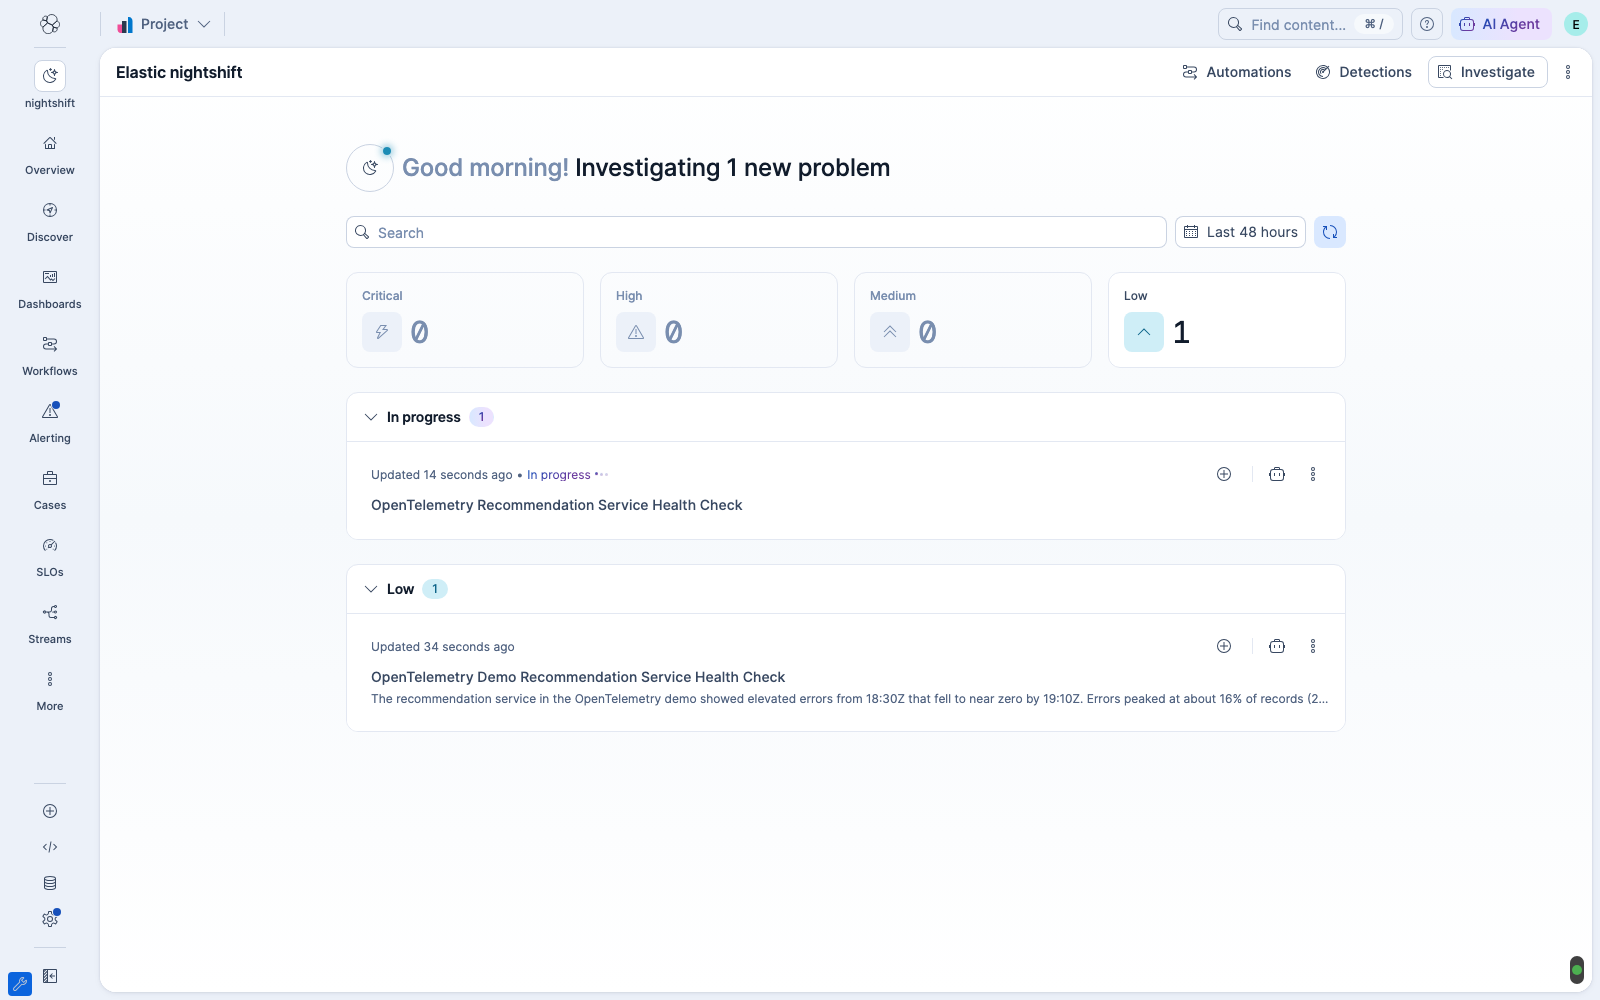 Project
Find content...
⌘ /
AI Agent
E
nightshift
Overview
Discover
Dashboards
Workflows
Alerting
Cases
SLOs
Streams
More
Elastic nightshift
Automations
Detections
Investigate
Good morning! Investigating 1 new problem
Search
Last 48 hours
Critical
0
High
0
Medium
0
Low
1
In progress 1
Updated 14 seconds ago • In progress
OpenTelemetry Recommendation Service Health Check
Low 1
Updated 34 seconds ago
OpenTelemetry Demo Recommendation Service Health Check
The recommendation service in the OpenTelemetry demo showed elevated errors from 18:30Z that fell to near zero by 19:10Z. Errors peaked at about 16% of records (2...